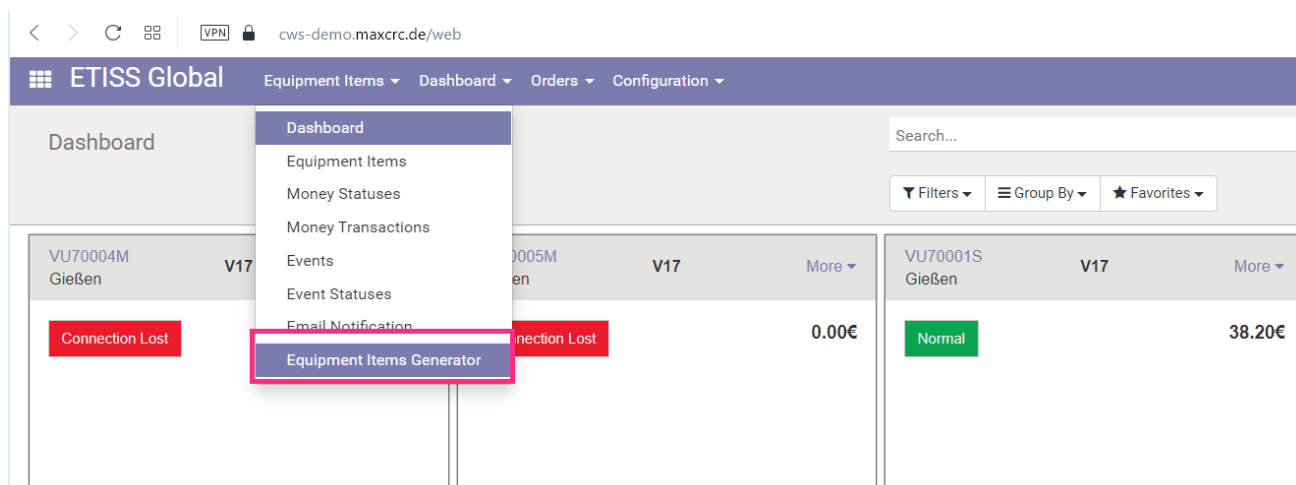 VPN cws-demo.maxcrc.de/web
ETISS Global Equipment Items Dashboard Orders Configuration
Dashboard
Search...
Filters Group By Favorites
Dashboard
Equipment Items
Money Statuses
Money Transactions
Events
Event Statuses
Email Notification
Equipment Items Generator
VU70004M V17
Gießen
0005M V17 More
en
VU70001S V17 More
Gießen
Connection Lost
nnection Lost 0.00€
Normal 38.20€